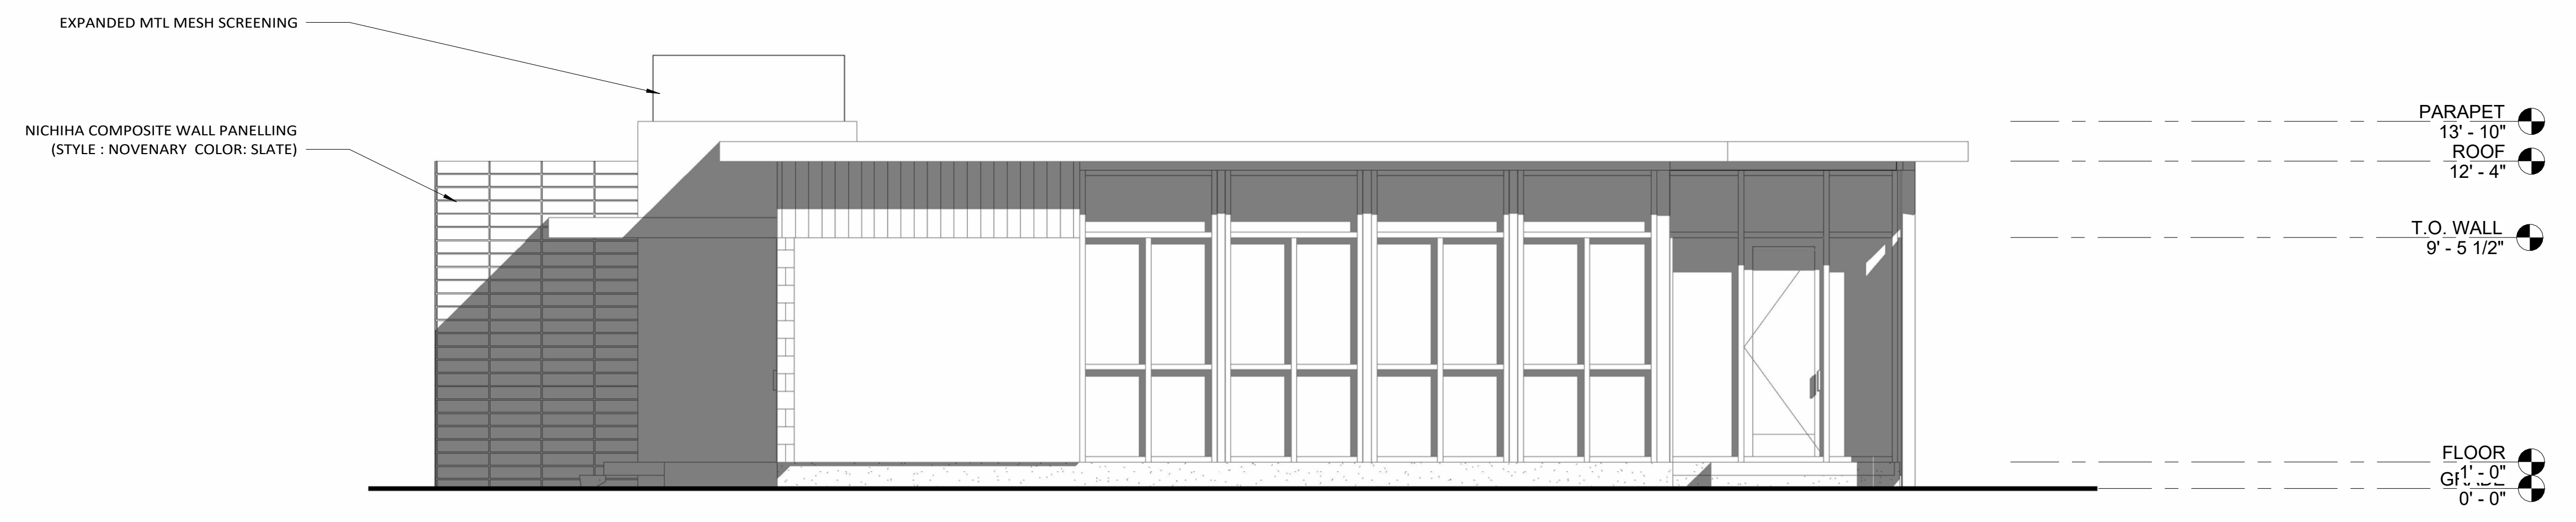 EXPANDED MTL MESH SCREENING
NICHIHA COMPOSITE WALL PANELLING
(STYLE : NOVENARY COLOR: SLATE)
PARAPET
13' - 10"
ROOF
12' - 4"
T.O. WALL
9' - 5 1/2"
FLOOR
1' - 0"
GRADE
0' - 0"